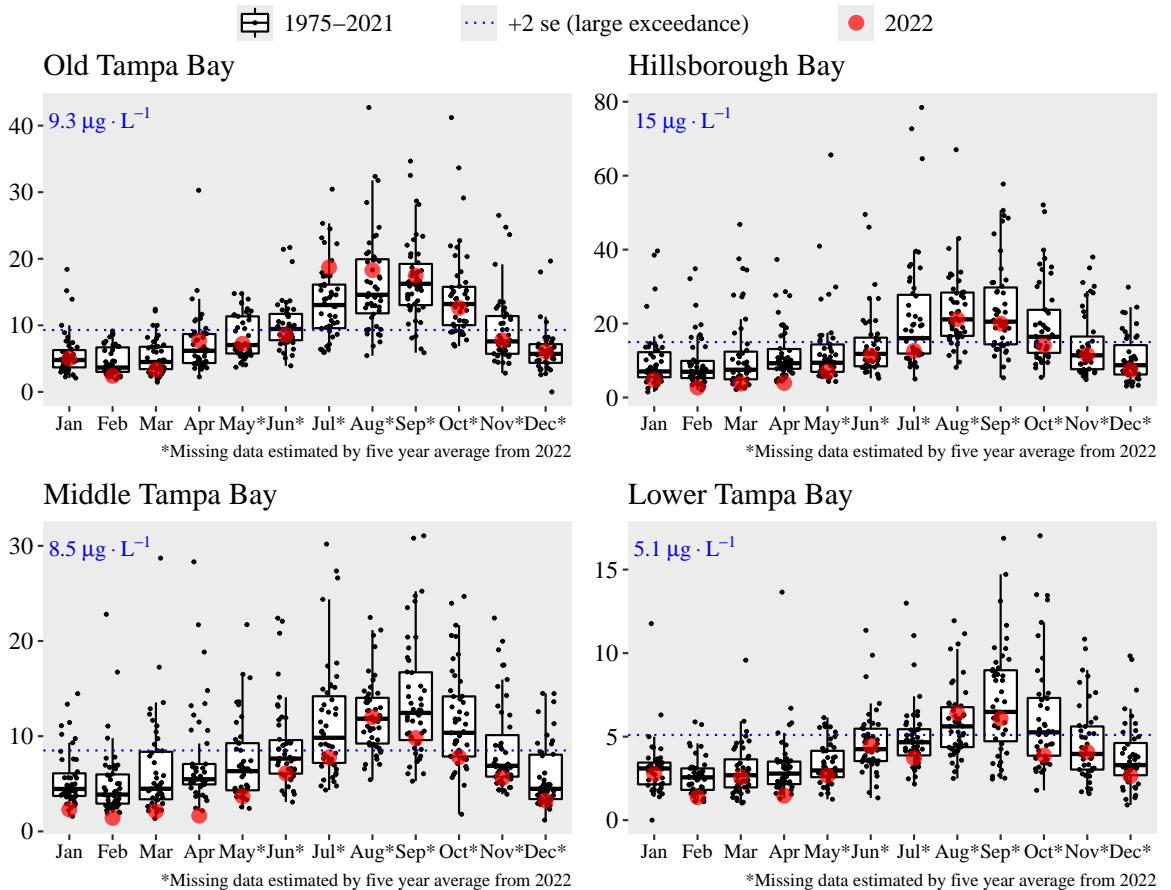 1975–2021 +2 se (large exceedance) 2022
Old Tampa Bay
9.3 μg · L⁻¹
40
30
20
10
0
Jan Feb Mar Apr May* Jun* Jul* Aug* Sep* Oct* Nov* Dec*
*Missing data estimated by five year average from 2022
Hillsborough Bay
15 μg · L⁻¹
80
60
40
20
0
Jan Feb Mar Apr May* Jun* Jul* Aug* Sep* Oct* Nov* Dec*
*Missing data estimated by five year average from 2022
Middle Tampa Bay
8.5 μg · L⁻¹
30
20
10
0
Jan Feb Mar Apr May* Jun* Jul* Aug* Sep* Oct* Nov* Dec*
*Missing data estimated by five year average from 2022
Lower Tampa Bay
5.1 μg · L⁻¹
15
10
5
0
Jan Feb Mar Apr May* Jun* Jul* Aug* Sep* Oct* Nov* Dec*
*Missing data estimated by five year average from 2022